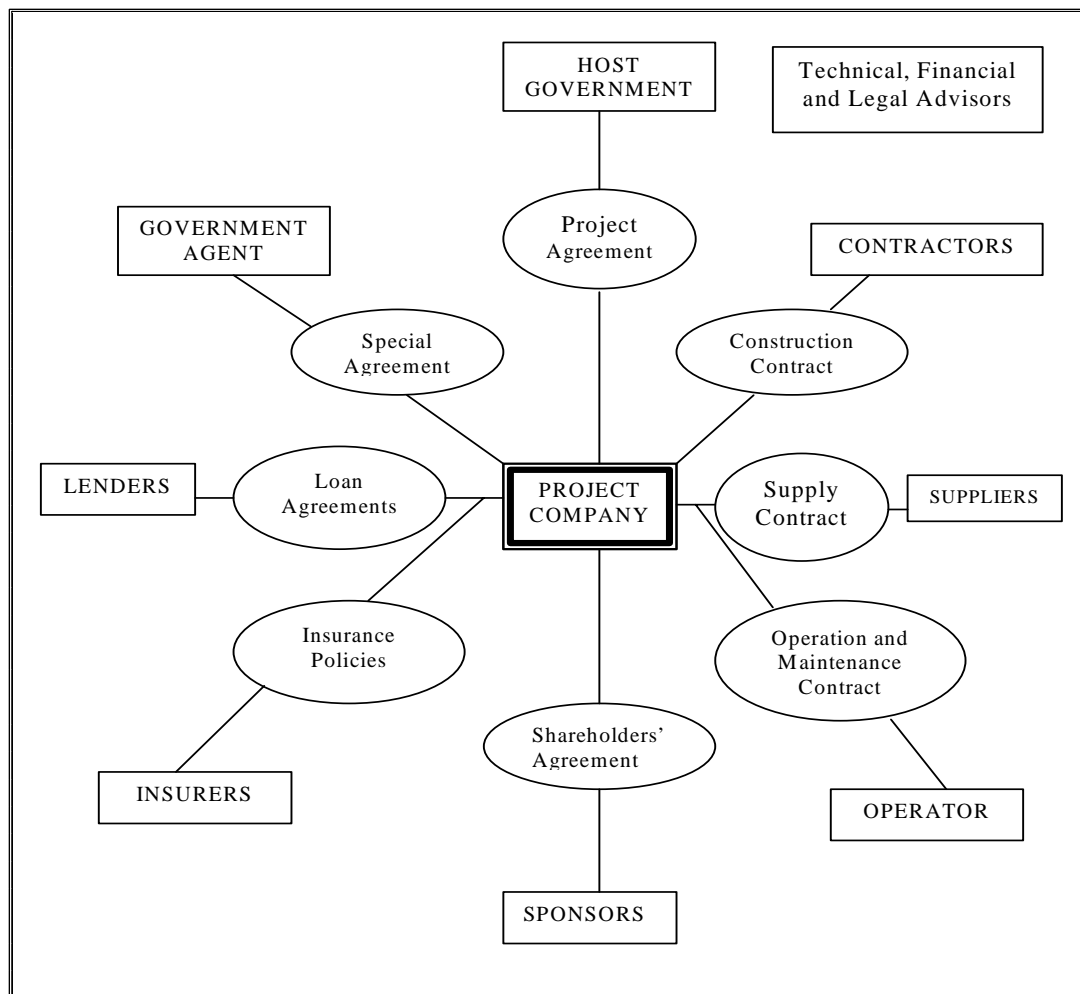 HOST
GOVERNMENT
Technical, Financial
and Legal Advisors
GOVERNMENT
AGENT
Project
Agreement
CONTRACTORS
Special
Agreement
Construction
Contract
LENDERS
Loan
Agreements
PROJECT
COMPANY
Supply
Contract
SUPPLIERS
Insurance
Policies
Operation and
Maintenance
Contract
Shareholders’
Agreement
INSURERS
OPERATOR
SPONSORS